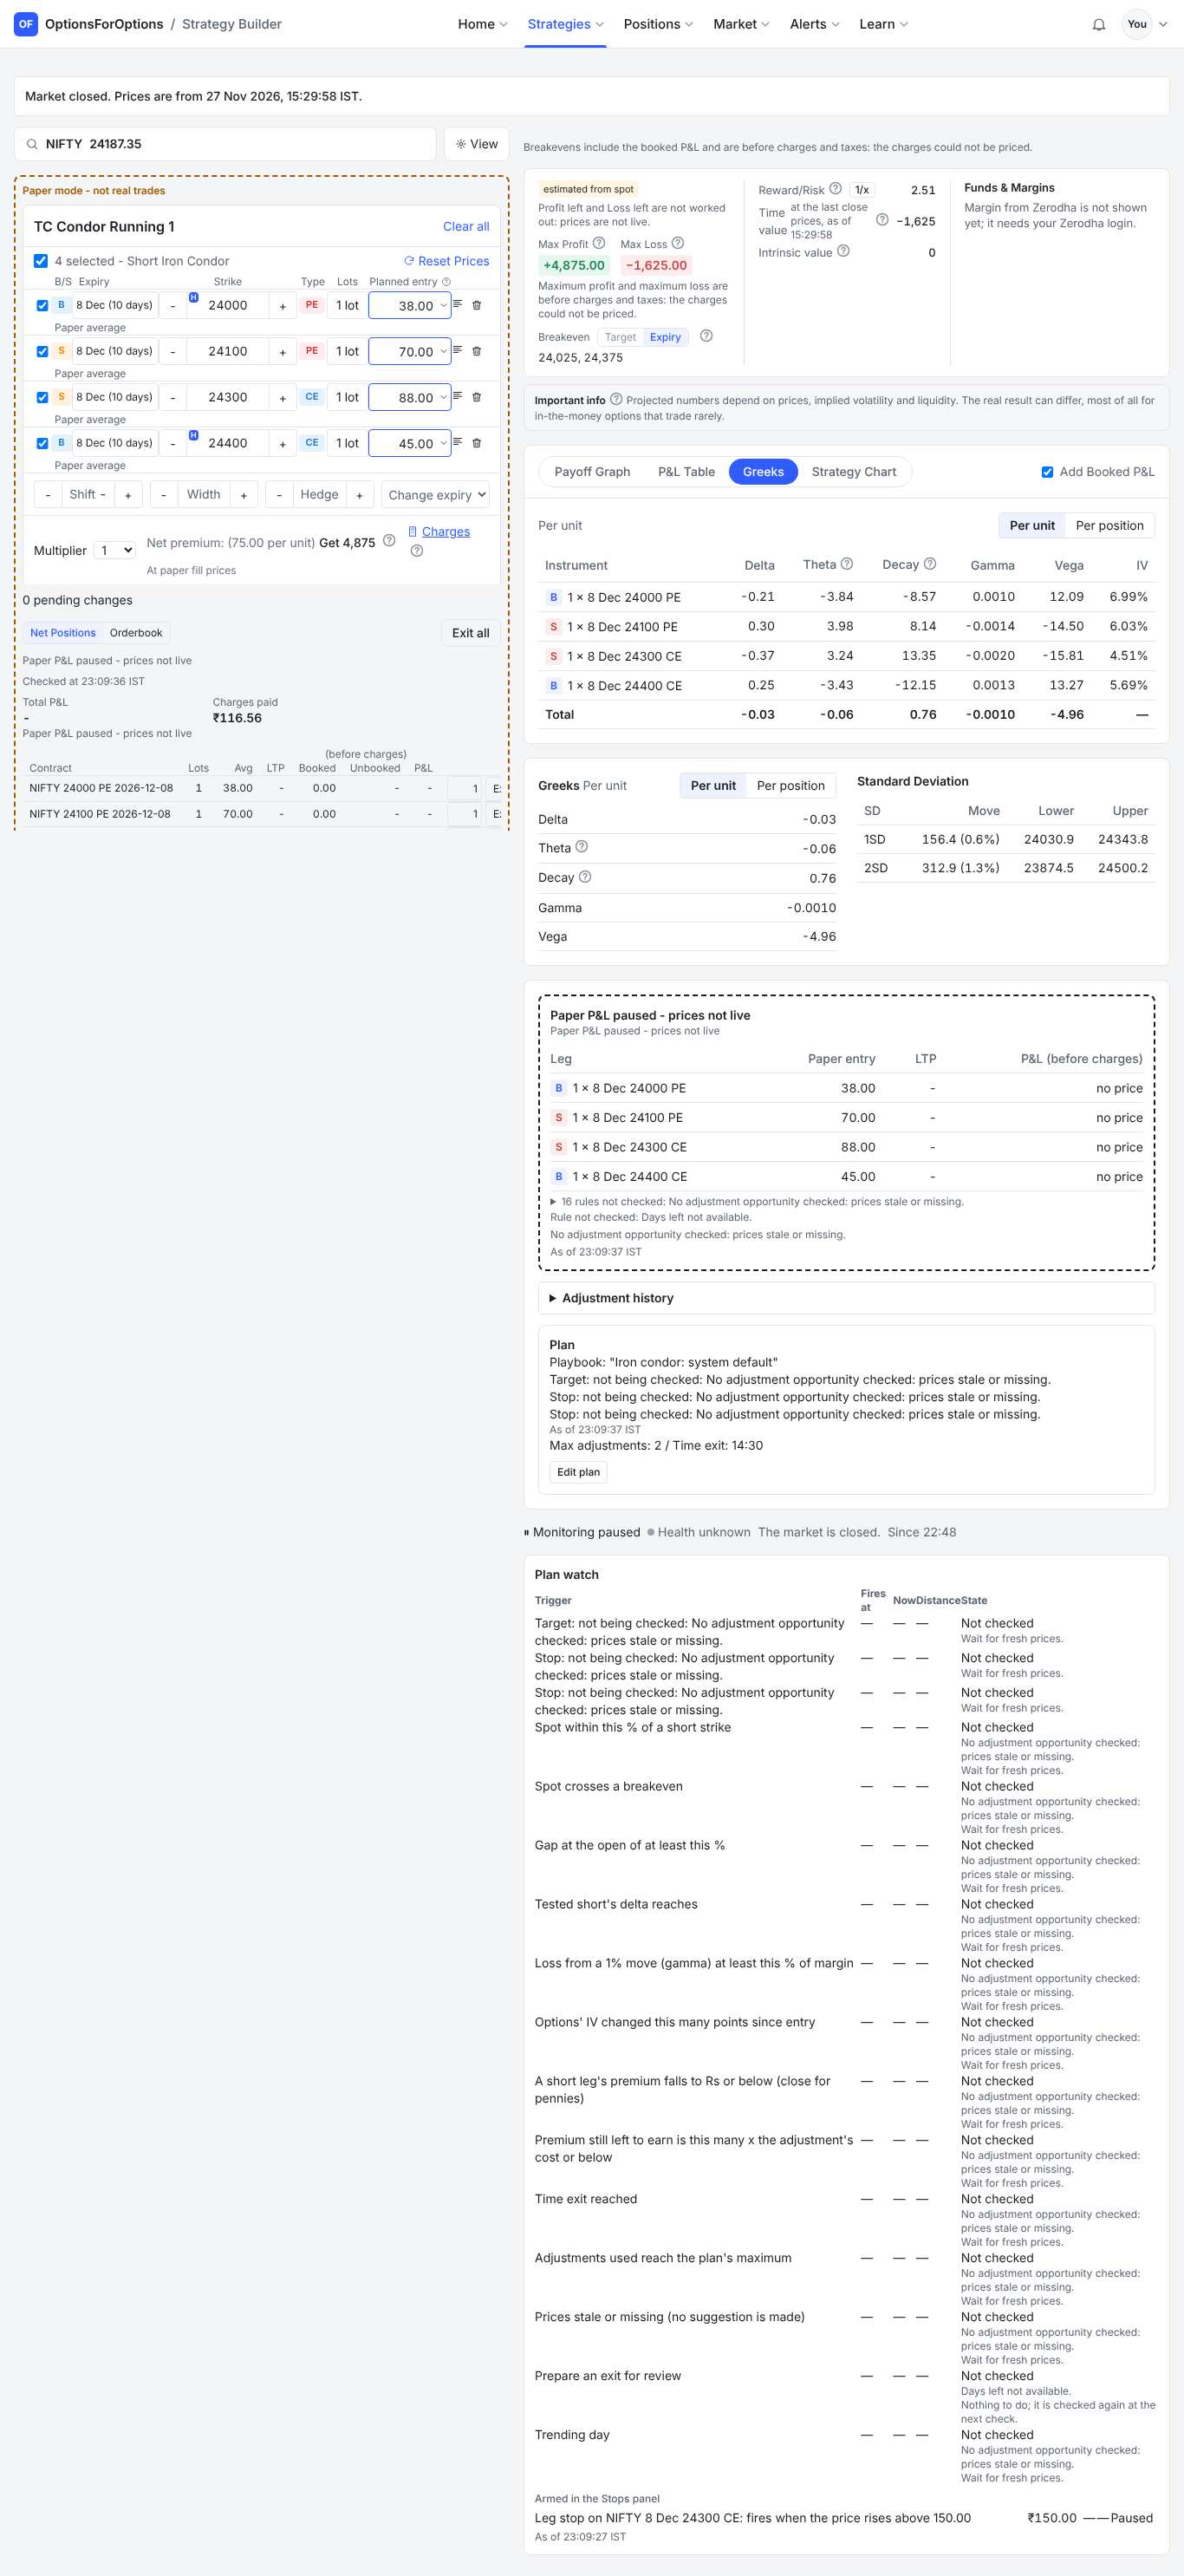 OF OptionsForOptions / Strategy Builder
Home Strategies Positions Market Alerts Learn
You
Market closed. Prices are from 27 Nov 2026, 15:29:58 IST.
NIFTY 24187.35
View
Paper mode - not real trades
TC Condor Running 1 Clear all
4 selected - Short Iron Condor Reset Prices
B/S Expiry Strike Type Lots Planned entry
B 8 Dec (10 days) - H 24000 + PE 1 lot 38.00
Paper average
S 8 Dec (10 days) - 24100 + PE 1 lot 70.00
Paper average
S 8 Dec (10 days) - 24300 + CE 1 lot 88.00
Paper average
B 8 Dec (10 days) - H 24400 + CE 1 lot 45.00
Paper average
- Shift - + - Width + - Hedge + Change expiry
Multiplier 1 Net premium: (75.00 per unit) Get 4,875 Charges
At paper fill prices
0 pending changes
Net Positions Orderbook Exit all
Paper P&L paused - prices not live
Checked at 23:09:36 IST
Total P&L Charges paid
- ₹116.56
Paper P&L paused - prices not live
(before charges)
Contract Lots Avg LTP Booked Unbooked P&L
NIFTY 24000 PE 2026-12-08 1 38.00 - 0.00 - - 1 Ex
NIFTY 24100 PE 2026-12-08 1 70.00 - 0.00 - - 1 Ex
Breakevens include the booked P&L and are before charges and taxes: the charges could not be priced.
estimated from spot
Profit left and Loss left are not worked
out: prices are not live.
Max Profit Max Loss
+4,875.00 −1,625.00
Maximum profit and maximum loss are
before charges and taxes: the charges
could not be priced.
Breakeven Target Expiry
24,025, 24,375
Reward/Risk 1/x 2.51
Time value at the last close prices, as of 15:29:58 −1,625
Intrinsic value 0
Funds & Margins
Margin from Zerodha is not shown
yet; it needs your Zerodha login.
Important info Projected numbers depend on prices, implied volatility and liquidity. The real result can differ, most of all for
in-the-money options that trade rarely.
Payoff Graph P&L Table Greeks Strategy Chart Add Booked P&L
Per unit Per unit Per position
Instrument Delta Theta Decay Gamma Vega IV
B 1 × 8 Dec 24000 PE -0.21 -3.84 -8.57 0.0010 12.09 6.99%
S 1 × 8 Dec 24100 PE 0.30 3.98 8.14 -0.0014 -14.50 6.03%
S 1 × 8 Dec 24300 CE -0.37 3.24 13.35 -0.0020 -15.81 4.51%
B 1 × 8 Dec 24400 CE 0.25 -3.43 -12.15 0.0013 13.27 5.69%
Total -0.03 -0.06 0.76 -0.0010 -4.96 —
Greeks Per unit Per unit Per position
Delta -0.03
Theta -0.06
Decay 0.76
Gamma -0.0010
Vega -4.96
Standard Deviation
SD Move Lower Upper
1SD 156.4 (0.6%) 24030.9 24343.8
2SD 312.9 (1.3%) 23874.5 24500.2
Paper P&L paused - prices not live
Paper P&L paused - prices not live
Leg Paper entry LTP P&L (before charges)
B 1 × 8 Dec 24000 PE 38.00 - no price
S 1 × 8 Dec 24100 PE 70.00 - no price
S 1 × 8 Dec 24300 CE 88.00 - no price
B 1 × 8 Dec 24400 CE 45.00 - no price
▶ 16 rules not checked: No adjustment opportunity checked: prices stale or missing.
Rule not checked: Days left not available.
No adjustment opportunity checked: prices stale or missing.
As of 23:09:37 IST
▶ Adjustment history
Plan
Playbook: "Iron condor: system default"
Target: not being checked: No adjustment opportunity checked: prices stale or missing.
Stop: not being checked: No adjustment opportunity checked: prices stale or missing.
Stop: not being checked: No adjustment opportunity checked: prices stale or missing.
As of 23:09:37 IST
Max adjustments: 2 / Time exit: 14:30
Edit plan
Monitoring paused Health unknown The market is closed. Since 22:48
Plan watch
Trigger Fires at Now Distance State
Target: not being checked: No adjustment opportunity — — — Not checked
checked: prices stale or missing. Wait for fresh prices.
Stop: not being checked: No adjustment opportunity — — — Not checked
checked: prices stale or missing. Wait for fresh prices.
Stop: not being checked: No adjustment opportunity — — — Not checked
checked: prices stale or missing. Wait for fresh prices.
Spot within this % of a short strike — — — Not checked
No adjustment opportunity checked:
prices stale or missing.
Wait for fresh prices.
Spot crosses a breakeven — — — Not checked
No adjustment opportunity checked:
prices stale or missing.
Wait for fresh prices.
Gap at the open of at least this % — — — Not checked
No adjustment opportunity checked:
prices stale or missing.
Wait for fresh prices.
Tested short's delta reaches — — — Not checked
No adjustment opportunity checked:
prices stale or missing.
Wait for fresh prices.
Loss from a 1% move (gamma) at least this % of margin — — — Not checked
No adjustment opportunity checked:
prices stale or missing.
Wait for fresh prices.
Options' IV changed this many points since entry — — — Not checked
No adjustment opportunity checked:
prices stale or missing.
Wait for fresh prices.
A short leg's premium falls to Rs or below (close for — — — Not checked
pennies) No adjustment opportunity checked:
prices stale or missing.
Wait for fresh prices.
Premium still left to earn is this many x the adjustment's — — — Not checked
cost or below No adjustment opportunity checked:
prices stale or missing.
Wait for fresh prices.
Time exit reached — — — Not checked
No adjustment opportunity checked:
prices stale or missing.
Wait for fresh prices.
Adjustments used reach the plan's maximum — — — Not checked
No adjustment opportunity checked:
prices stale or missing.
Wait for fresh prices.
Prices stale or missing (no suggestion is made) — — — Not checked
No adjustment opportunity checked:
prices stale or missing.
Wait for fresh prices.
Prepare an exit for review — — — Not checked
Days left not available.
Nothing to do; it is checked again at the
next check.
Trending day — — — Not checked
No adjustment opportunity checked:
prices stale or missing.
Wait for fresh prices.
Armed in the Stops panel
Leg stop on NIFTY 8 Dec 24300 CE: fires when the price rises above 150.00 ₹150.00 — — Paused
As of 23:09:27 IST